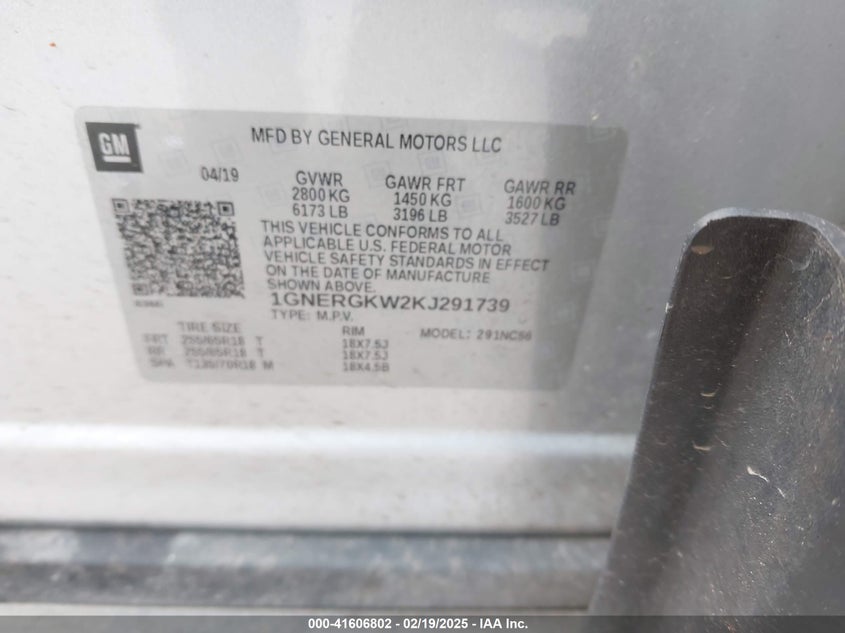 GM
MFD BY GENERAL MOTORS LLC
04/19 GVWR GAWR FRT GAWR RR
2800 KG 1450 KG 1600 KG
6173 LB 3196 LB 3527 LB
THIS VEHICLE CONFORMS TO ALL
APPLICABLE U.S. FEDERAL MOTOR
VEHICLE SAFETY STANDARDS IN EFFECT
ON THE DATE OF MANUFACTURE
SHOWN ABOVE.
1GNERGKW2KJ291739
TYPE: M.P.V. MODEL: 291NC56
TIRE SIZE RIM
FRT 255/65R18 T 18X7.5J
RR 255/65R18 T 18X7.5J
SPA T135/70R18 M 18X4.5B
000-41606802 - 02/19/2025 - IAA Inc.